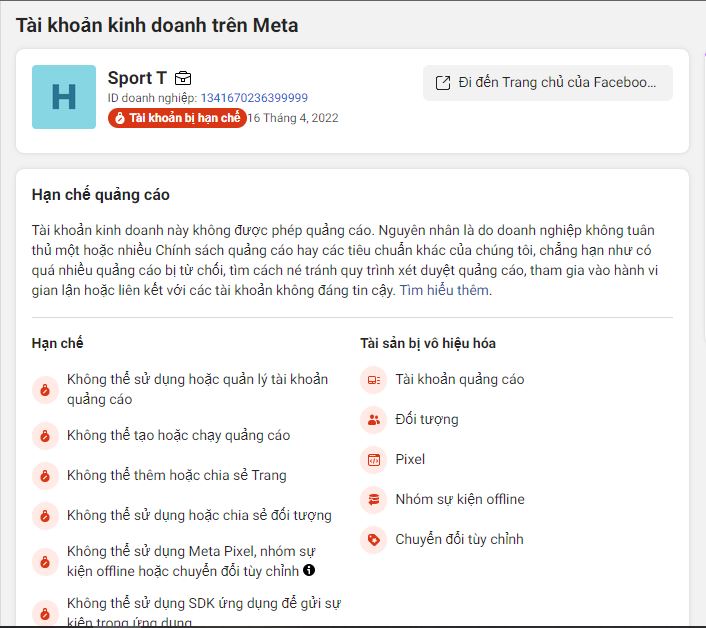 Tài khoản kinh doanh trên Meta
H
Sport T
ID doanh nghiệp: 1341670236399999
Tài khoản bị hạn chế 16 Tháng 4, 2022
Đi đến Trang chủ của Faceboo...
Hạn chế quảng cáo
Tài khoản kinh doanh này không được phép quảng cáo. Nguyên nhân là do doanh nghiệp không tuân
thủ một hoặc nhiều Chính sách quảng cáo hay các tiêu chuẩn khác của chúng tôi, chẳng hạn như có
quá nhiều quảng cáo bị từ chối, tìm cách né tránh quy trình xét duyệt quảng cáo, tham gia vào hành vi
gian lận hoặc liên kết với các tài khoản không đáng tin cậy. Tìm hiểu thêm.
Hạn chế
Không thể sử dụng hoặc quản lý tài khoản
quảng cáo
Không thể tạo hoặc chạy quảng cáo
Không thể thêm hoặc chia sẻ Trang
Không thể sử dụng hoặc chia sẻ đối tượng
Không thể sử dụng Meta Pixel, nhóm sự
kiện offline hoặc chuyển đổi tùy chỉnh
Không thể sử dụng SDK ứng dụng để gửi sự
kiện trong ứng dụng
Tài sản bị vô hiệu hóa
Tài khoản quảng cáo
Đối tượng
Pixel
Nhóm sự kiện offline
Chuyển đổi tùy chỉnh